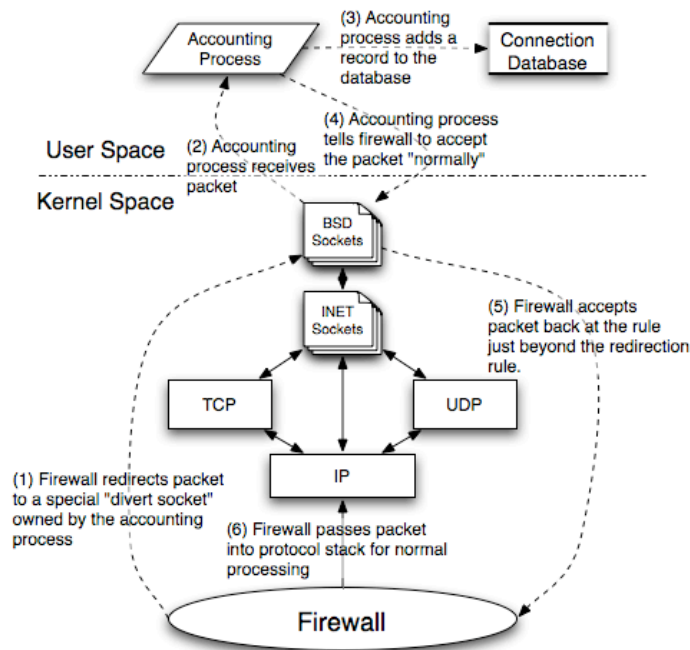 Accounting
Process
(3) Accounting
process adds a
record to the
database
Connection
Database
(4) Accounting process
tells firewall to accept
the packet "normally"
User Space
(2) Accounting
process receives
packet
Kernel Space
BSD
Sockets
INET
Sockets
(5) Firewall accepts
packet back at the rule
just beyond the redirection
rule.
TCP
UDP
IP
(1) Firewall redirects packet
to a special "divert socket"
owned by the accounting
process
(6) Firewall passes packet
into protocol stack for normal
processing
Firewall